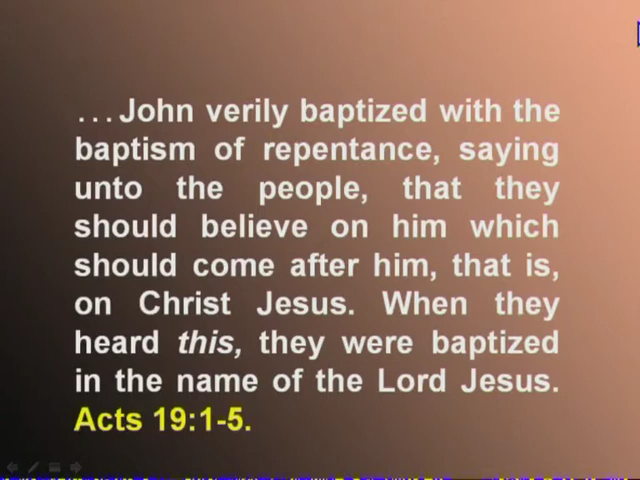 ...John verily baptized with the
baptism of repentance, saying
unto the people, that they
should believe on him which
should come after him, that is,
on Christ Jesus. When they
heard this, they were baptized
in the name of the Lord Jesus.
Acts 19:1-5.